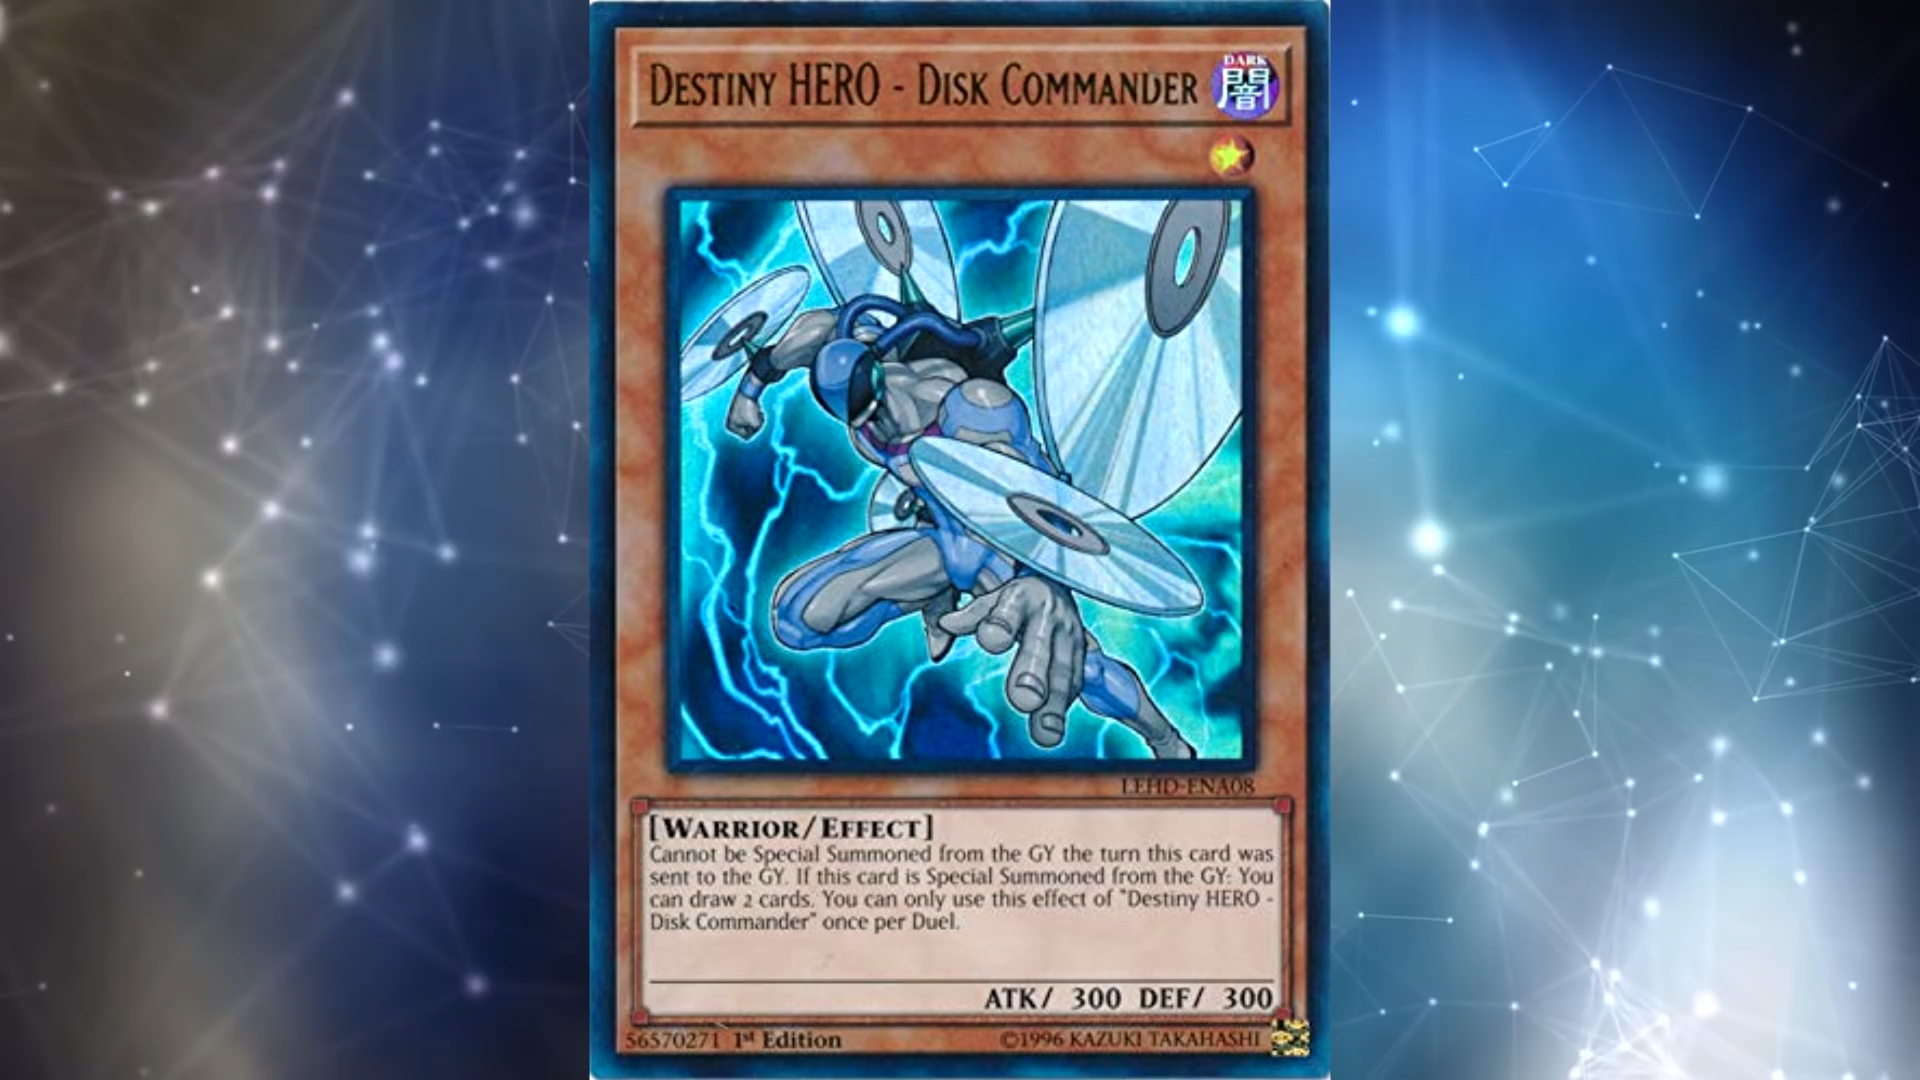 DESTINY HERO - DISK COMMANDER
DARK
闇
LEHD-ENA08
[WARRIOR/EFFECT]
Cannot be Special Summoned from the GY the turn this card was
sent to the GY. If this card is Special Summoned from the GY: You
can draw 2 cards. You can only use this effect of "Destiny HERO -
Disk Commander" once per Duel.
ATK/ 300 DEF/ 300
56570271 1st Edition
©1996 KAZUKI TAKAHASHI